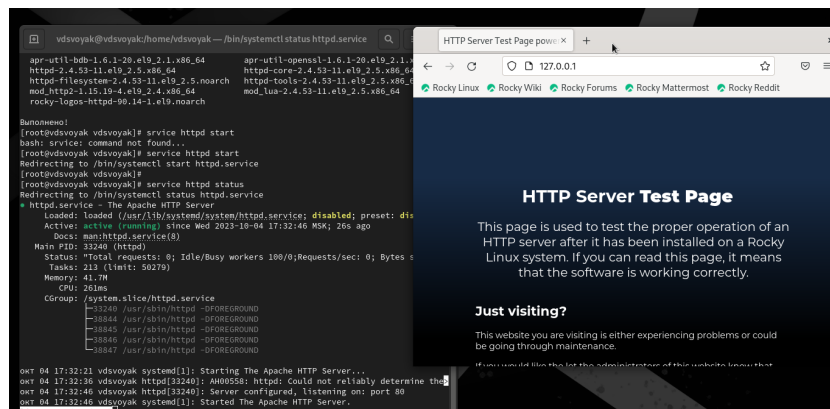 vdsvoyak@vdsvoyak:/home/vdsvoyak — /bin/systemctl status httpd.service
apr-util-bdb-1.6.1-20.el9_2.1.x86_64 apr-util-openssl-1.6.1-20.el9_2.1.x
httpd-2.4.53-11.el9_2.5.x86_64 httpd-core-2.4.53-11.el9_2.5.x86_64
httpd-filesystem-2.4.53-11.el9_2.5.noarch httpd-tools-2.4.53-11.el9_2.5.x86_6
mod_http2-1.15.19-4.el9_2.4.x86_64 mod_lua-2.4.53-11.el9_2.5.x86_64
rocky-logos-httpd-90.14-1.el9.noarch
Выполнено!
[root@vdsvoyak vdsvoyak]# srvice httpd start
bash: srvice: command not found...
[root@vdsvoyak vdsvoyak]# service httpd start
Redirecting to /bin/systemctl start httpd.service
[root@vdsvoyak vdsvoyak]#
[root@vdsvoyak vdsvoyak]# service httpd status
Redirecting to /bin/systemctl status httpd.service
● httpd.service - The Apache HTTP Server
Loaded: loaded (/usr/lib/systemd/system/httpd.service; disabled; preset: dis
Active: active (running) since Wed 2023-10-04 17:32:46 MSK; 26s ago
Docs: man:httpd.service(8)
Main PID: 33240 (httpd)
Status: "Total requests: 0; Idle/Busy workers 100/0;Requests/sec: 0; Bytes s
Tasks: 213 (limit: 50279)
Memory: 41.7M
CPU: 261ms
CGroup: /system.slice/httpd.service
├─33240 /usr/sbin/httpd -DFOREGROUND
├─38844 /usr/sbin/httpd -DFOREGROUND
├─38845 /usr/sbin/httpd -DFOREGROUND
├─38846 /usr/sbin/httpd -DFOREGROUND
└─38847 /usr/sbin/httpd -DFOREGROUND
окт 04 17:32:21 vdsvoyak systemd[1]: Starting The Apache HTTP Server...
окт 04 17:32:36 vdsvoyak httpd[33240]: AH00558: httpd: Could not reliably determine the>
окт 04 17:32:46 vdsvoyak httpd[33240]: Server configured, listening on: port 80
окт 04 17:32:46 vdsvoyak systemd[1]: Started The Apache HTTP Server.
HTTP Server Test Page powe
127.0.0.1
Rocky Linux Rocky Wiki Rocky Forums Rocky Mattermost Rocky Reddit
HTTP Server Test Page
This page is used to test the proper operation of an
HTTP server after it has been installed on a Rocky
Linux system. If you can read this page, it means
that the software is working correctly.
Just visiting?
This website you are visiting is either experiencing problems or could
be going through maintenance.
If you would like the let the administrators of this website know that